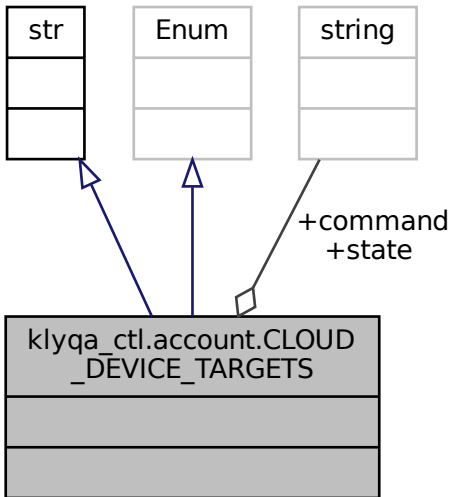 str
Enum
string
+command
+state
klyqa_ctl.account.CLOUD
_DEVICE_TARGETS